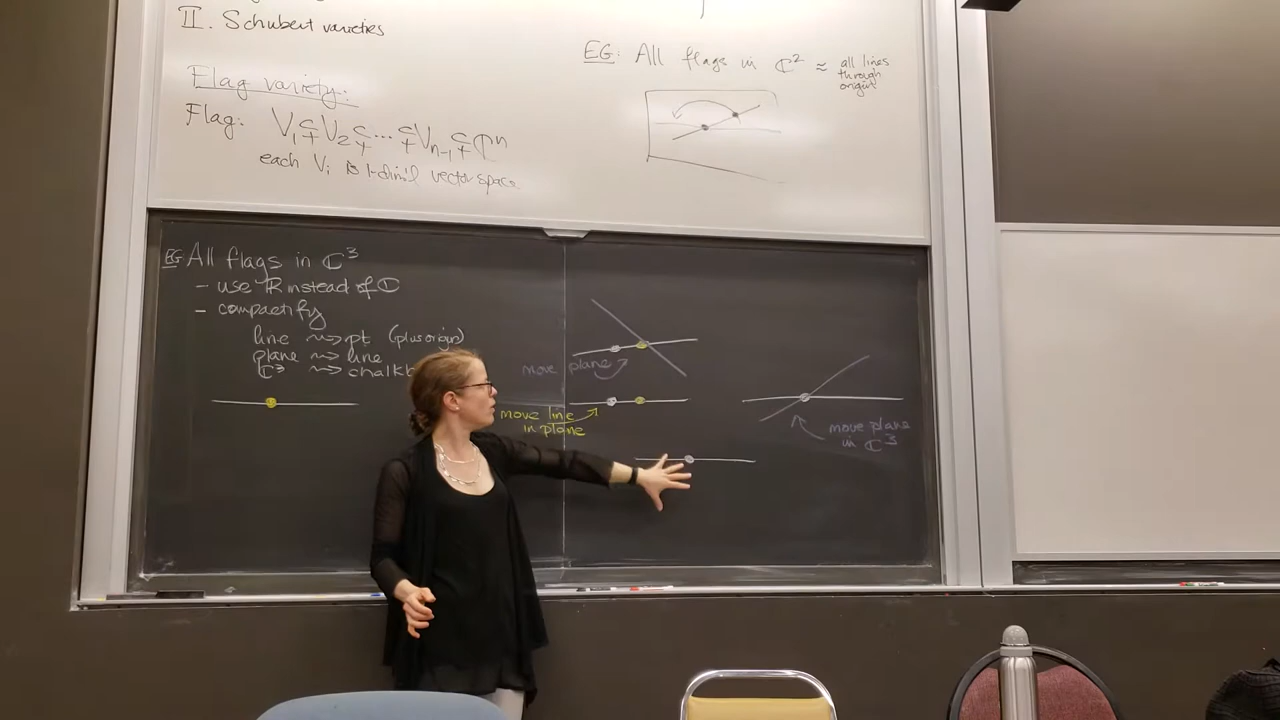 II. Schubert varieties
Flag variety:
Flag: V₁ ⊊ V₂ ⊊ ... ⊊ Vₙ₋₁ ⊊ ℂⁿ
each Vᵢ is i-dim'l vector space
EG: All flags in ℂ² ≈ all lines
through
origin
EG All flags in ℂ³
- use ℝ instead of ℂ
- compactify
line ⇝ pt (plus origin)
plane ⇝ line
ℂ³ ⇝ chalkb
move plane
move line
in plane
move plane
in ℂ³